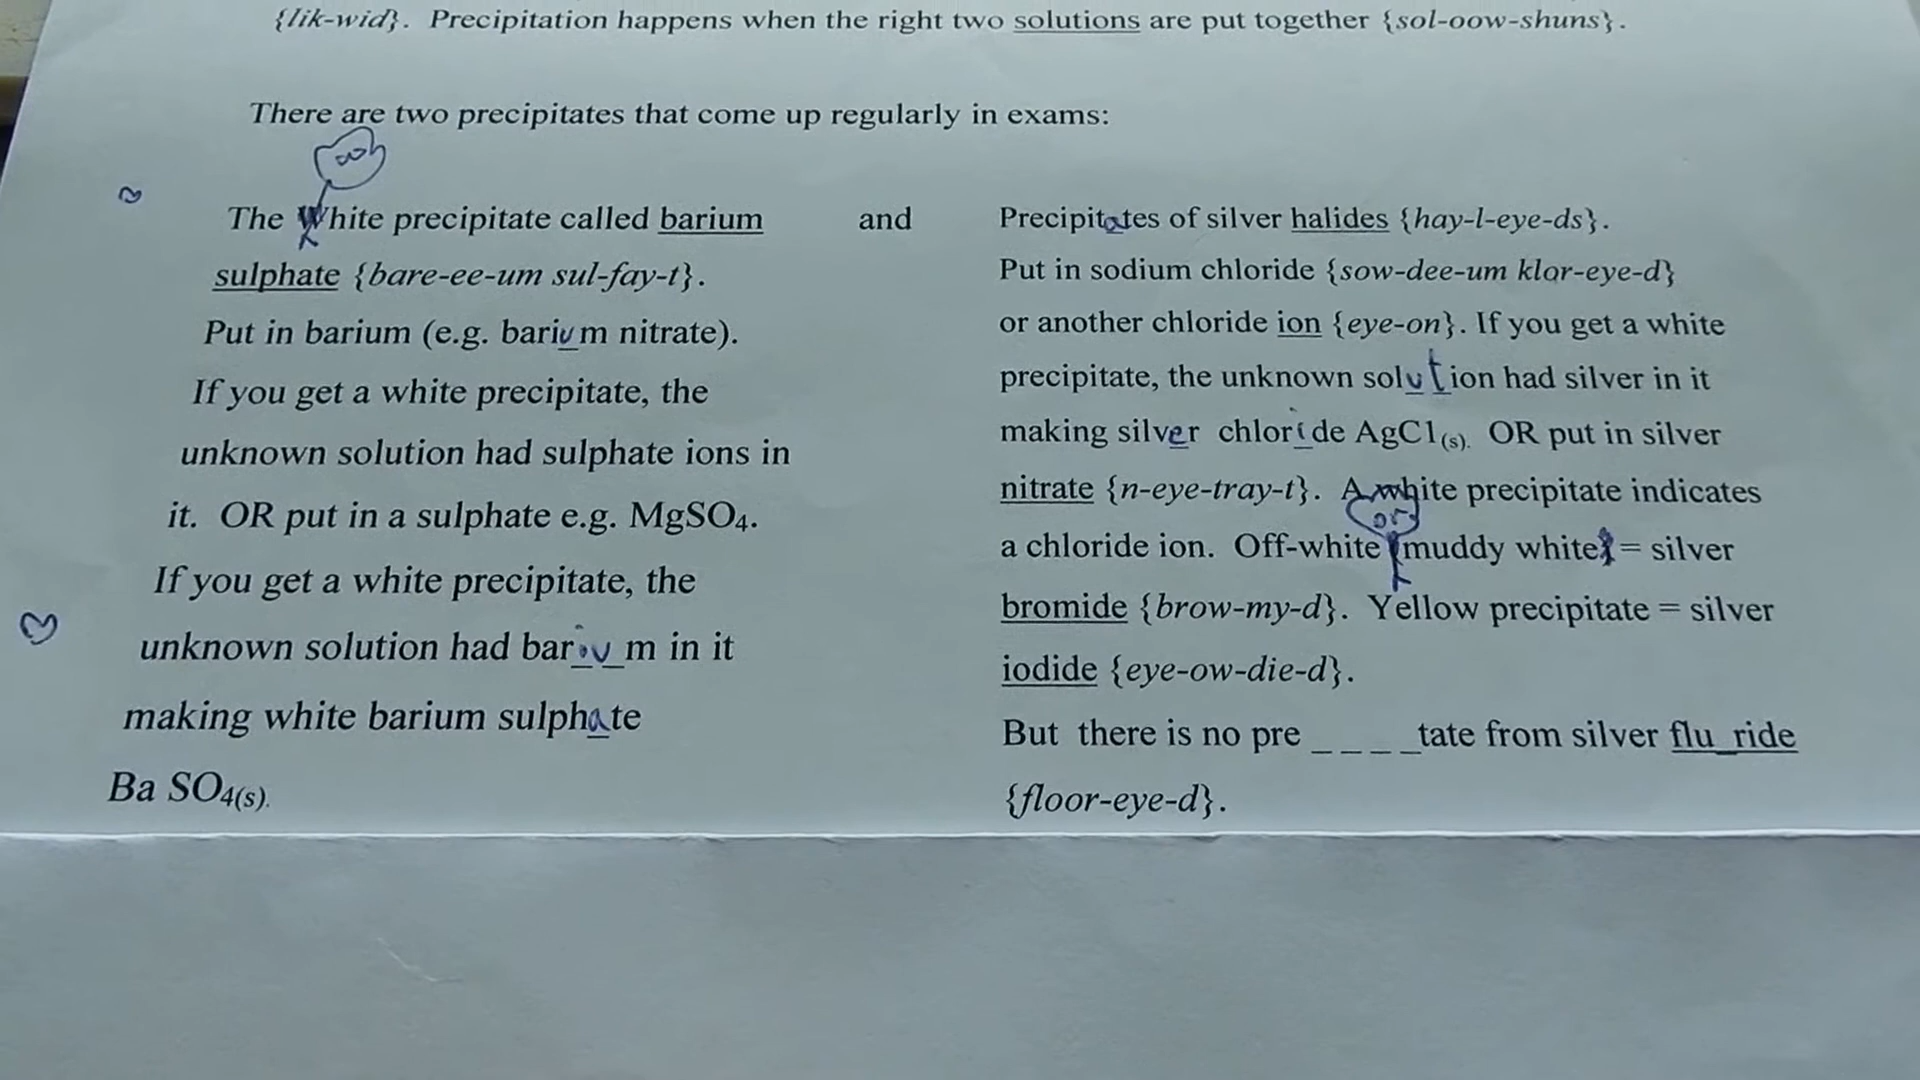 {lik-wid}. Precipitation happens when the right two solutions are put together {sol-oow-shuns}.
There are two precipitates that come up regularly in exams:
ooh
The White precipitate called barium
sulphate {bare-ee-um sul-fay-t}.
Put in barium (e.g. barium nitrate).
If you get a white precipitate, the
unknown solution had sulphate ions in
it. OR put in a sulphate e.g. MgSO4.
If you get a white precipitate, the
unknown solution had barium in it
making white barium sulphate
Ba SO4(s).
and
Precipitates of silver halides {hay-l-eye-ds}.
Put in sodium chloride {sow-dee-um klor-eye-d}
or another chloride ion {eye-on}. If you get a white
precipitate, the unknown solution had silver in it
making silver chloride AgCl(s). OR put in silver
nitrate {n-eye-tray-t}. A white precipitate indicates
or
a chloride ion. Off-white (muddy white) = silver
bromide {brow-my-d}. Yellow precipitate = silver
iodide {eye-ow-die-d}.
But there is no pre _ _ _ _tate from silver flu_ride
{floor-eye-d}.